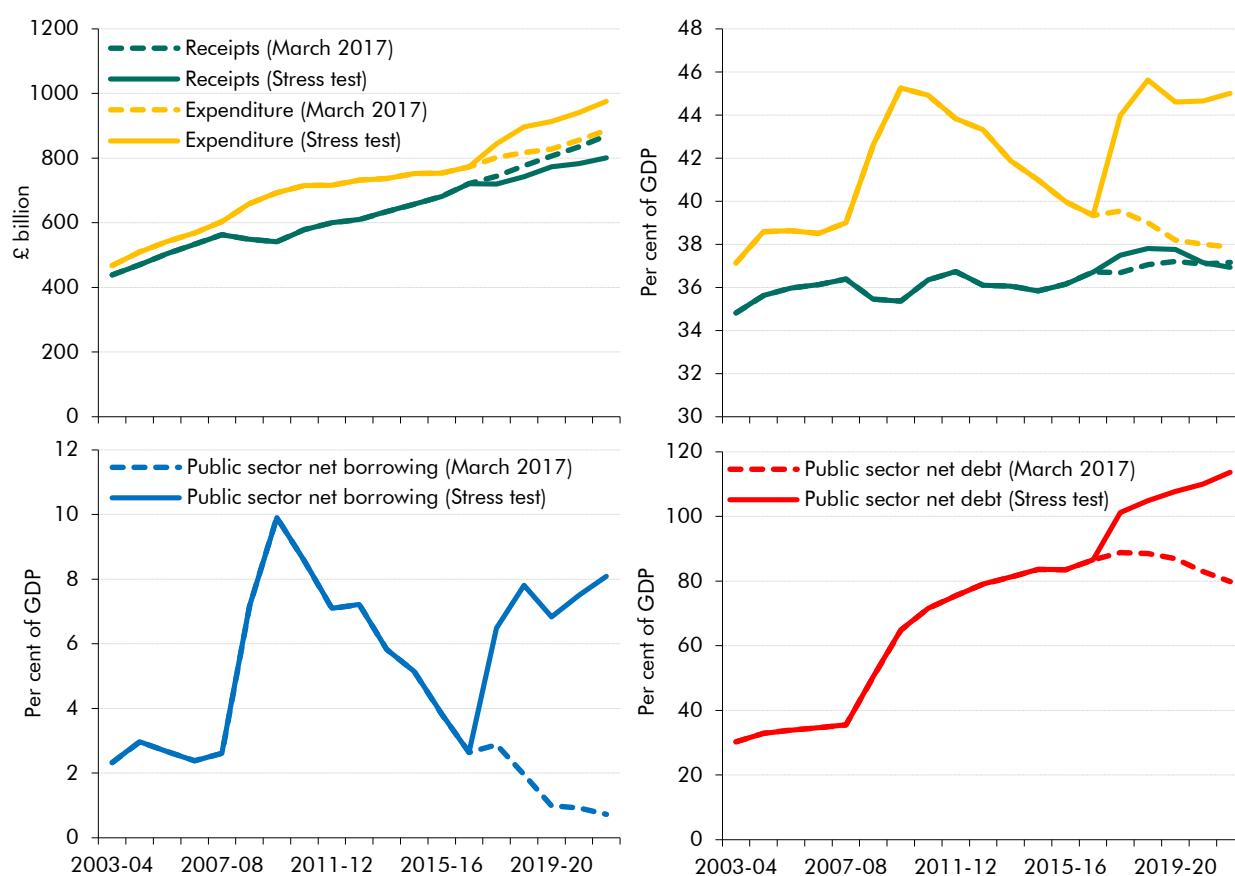 1200
1000
800
600
400
200
0
£ billion
Receipts (March 2017)
Receipts (Stress test)
Expenditure (March 2017)
Expenditure (Stress test)
48
46
44
42
40
38
36
34
32
30
Per cent of GDP
12
10
8
6
4
2
0
Per cent of GDP
Public sector net borrowing (March 2017)
Public sector net borrowing (Stress test)
2003-04 2007-08 2011-12 2015-16 2019-20
120
100
80
60
40
20
0
Per cent of GDP
Public sector net debt (March 2017)
Public sector net debt (Stress test)
2003-04 2007-08 2011-12 2015-16 2019-20